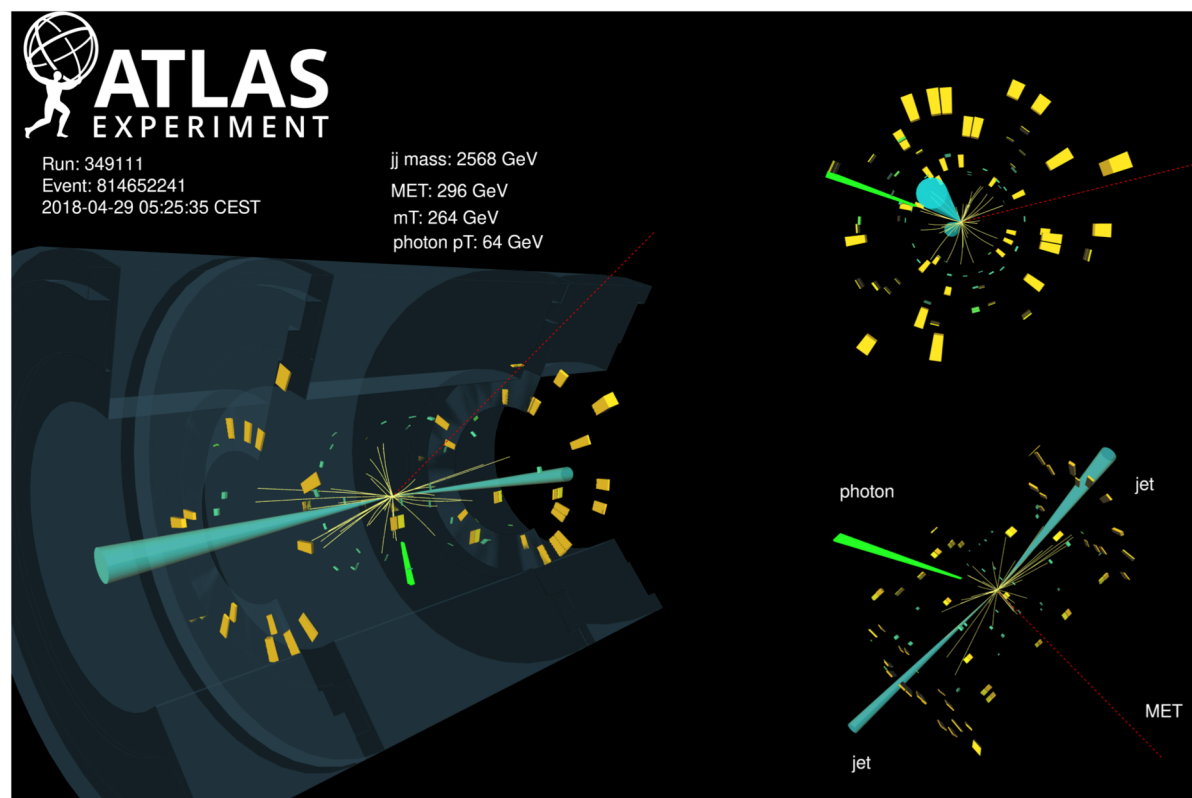 ATLAS
EXPERIMENT
Run: 349111
Event: 814652241
2018-04-29 05:25:35 CEST
jj mass: 2568 GeV
MET: 296 GeV
mT: 264 GeV
photon pT: 64 GeV
photon
jet
MET
jet